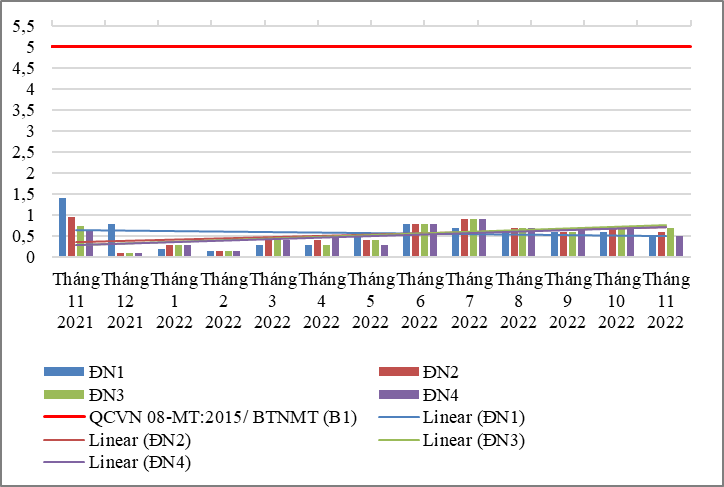 5,5
5
4,5
4
3,5
3
2,5
2
1,5
1
0,5
0
Tháng Tháng Tháng Tháng Tháng Tháng Tháng Tháng Tháng Tháng Tháng Tháng Tháng
11 12 1 2 3 4 5 6 7 8 9 10 11
2021 2021 2022 2022 2022 2022 2022 2022 2022 2022 2022 2022 2022
ĐN1 ĐN2
ĐN3 ĐN4
QCVN 08-MT:2015/ BTNMT (B1) Linear (ĐN1)
Linear (ĐN2) Linear (ĐN3)
Linear (ĐN4)